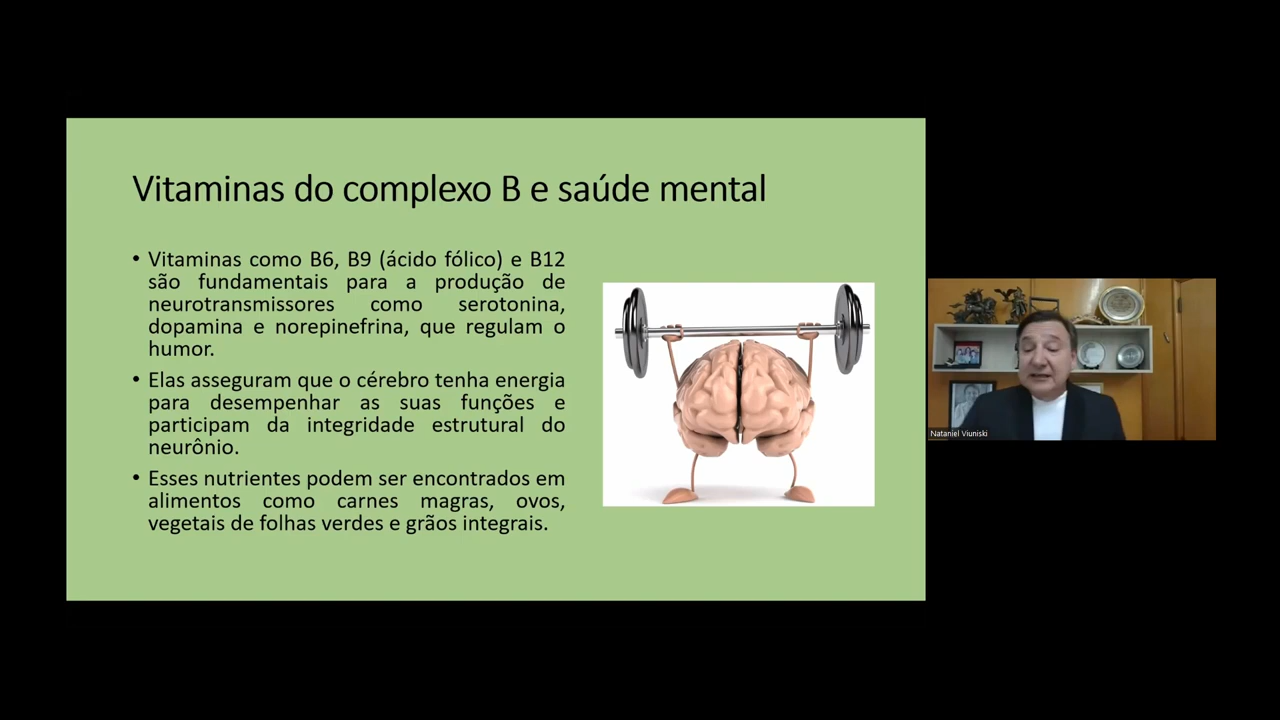 Vitaminas do complexo B e saúde mental
• Vitaminas como B6, B9 (ácido fólico) e B12
são fundamentais para a produção de
neurotransmissores como serotonina,
dopamina e norepinefrina, que regulam o
humor.
• Elas asseguram que o cérebro tenha energia
para desempenhar as suas funções e
participam da integridade estrutural do
neurônio.
• Esses nutrientes podem ser encontrados em
alimentos como carnes magras, ovos,
vegetais de folhas verdes e grãos integrais.
Nataniel Viuniski